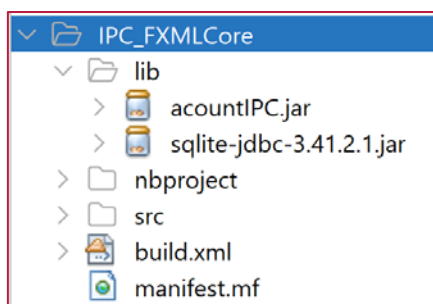 IPC_FXMLCore
lib
acountIPC.jar
sqlite-jdbc-3.41.2.1.jar
nbproject
src
build.xml
manifest.mf